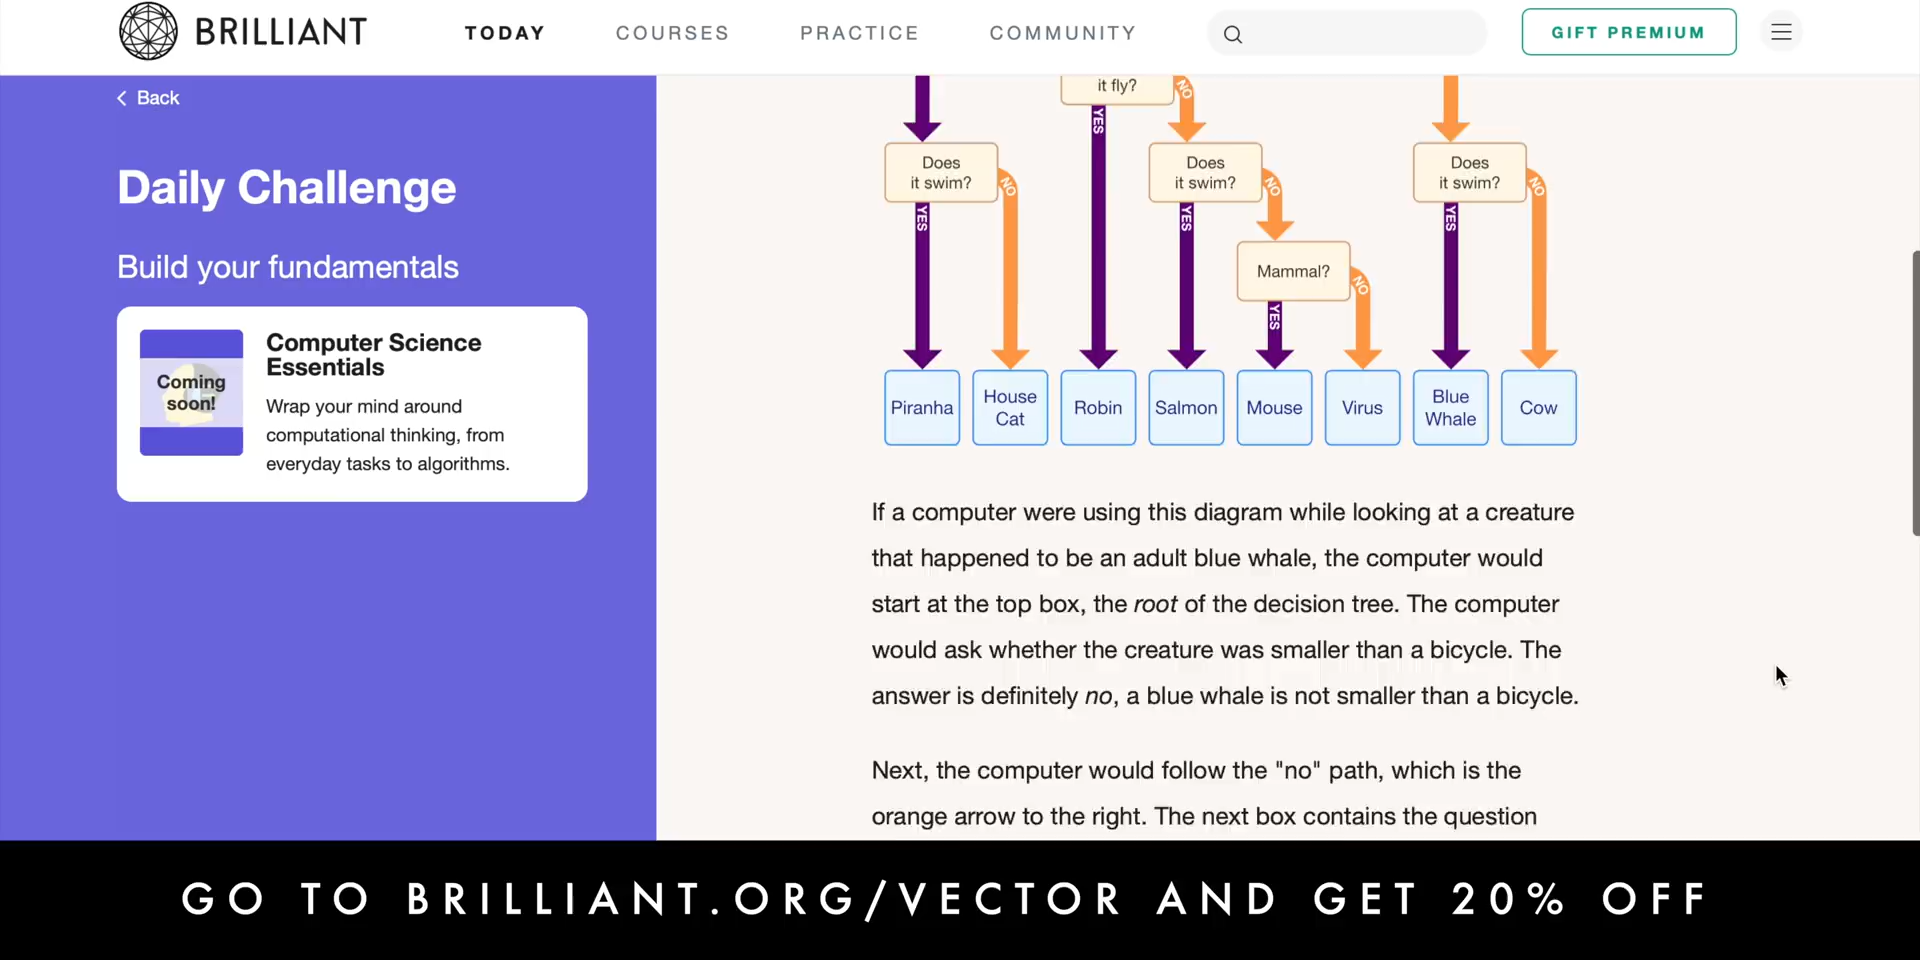 BRILLIANT
TODAY
COURSES
PRACTICE
COMMUNITY
GIFT PREMIUM
Back
Daily Challenge
Build your fundamentals
Computer Science
Essentials
Coming
soon!
Wrap your mind around
computational thinking, from
everyday tasks to algorithms.
it fly?
NO
YES
Does
it swim?
NO
YES
Does
it swim?
NO
YES
Does
it swim?
NO
YES
Mammal?
NO
YES
Piranha
House
Cat
Robin
Salmon
Mouse
Virus
Blue
Whale
Cow
If a computer were using this diagram while looking at a creature
that happened to be an adult blue whale, the computer would
start at the top box, the root of the decision tree. The computer
would ask whether the creature was smaller than a bicycle. The
answer is definitely no, a blue whale is not smaller than a bicycle.
Next, the computer would follow the "no" path, which is the
orange arrow to the right. The next box contains the question
GO TO BRILLIANT.ORG/VECTOR AND GET 20% OFF